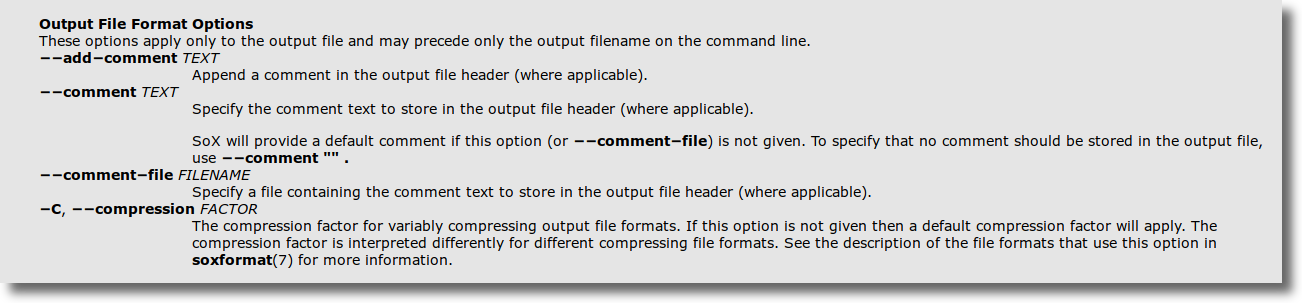 Output File Format Options
These options apply only to the output file and may precede only the output filename on the command line.
−−add−comment TEXT
Append a comment in the output file header (where applicable).
−−comment TEXT
Specify the comment text to store in the output file header (where applicable).
SoX will provide a default comment if this option (or −−comment−file) is not given. To specify that no comment should be stored in the output file,
use −−comment "" .
−−comment−file FILENAME
Specify a file containing the comment text to store in the output file header (where applicable).
−C, −−compression FACTOR
The compression factor for variably compressing output file formats. If this option is not given then a default compression factor will apply. The
compression factor is interpreted differently for different compressing file formats. See the description of the file formats that use this option in
soxformat(7) for more information.